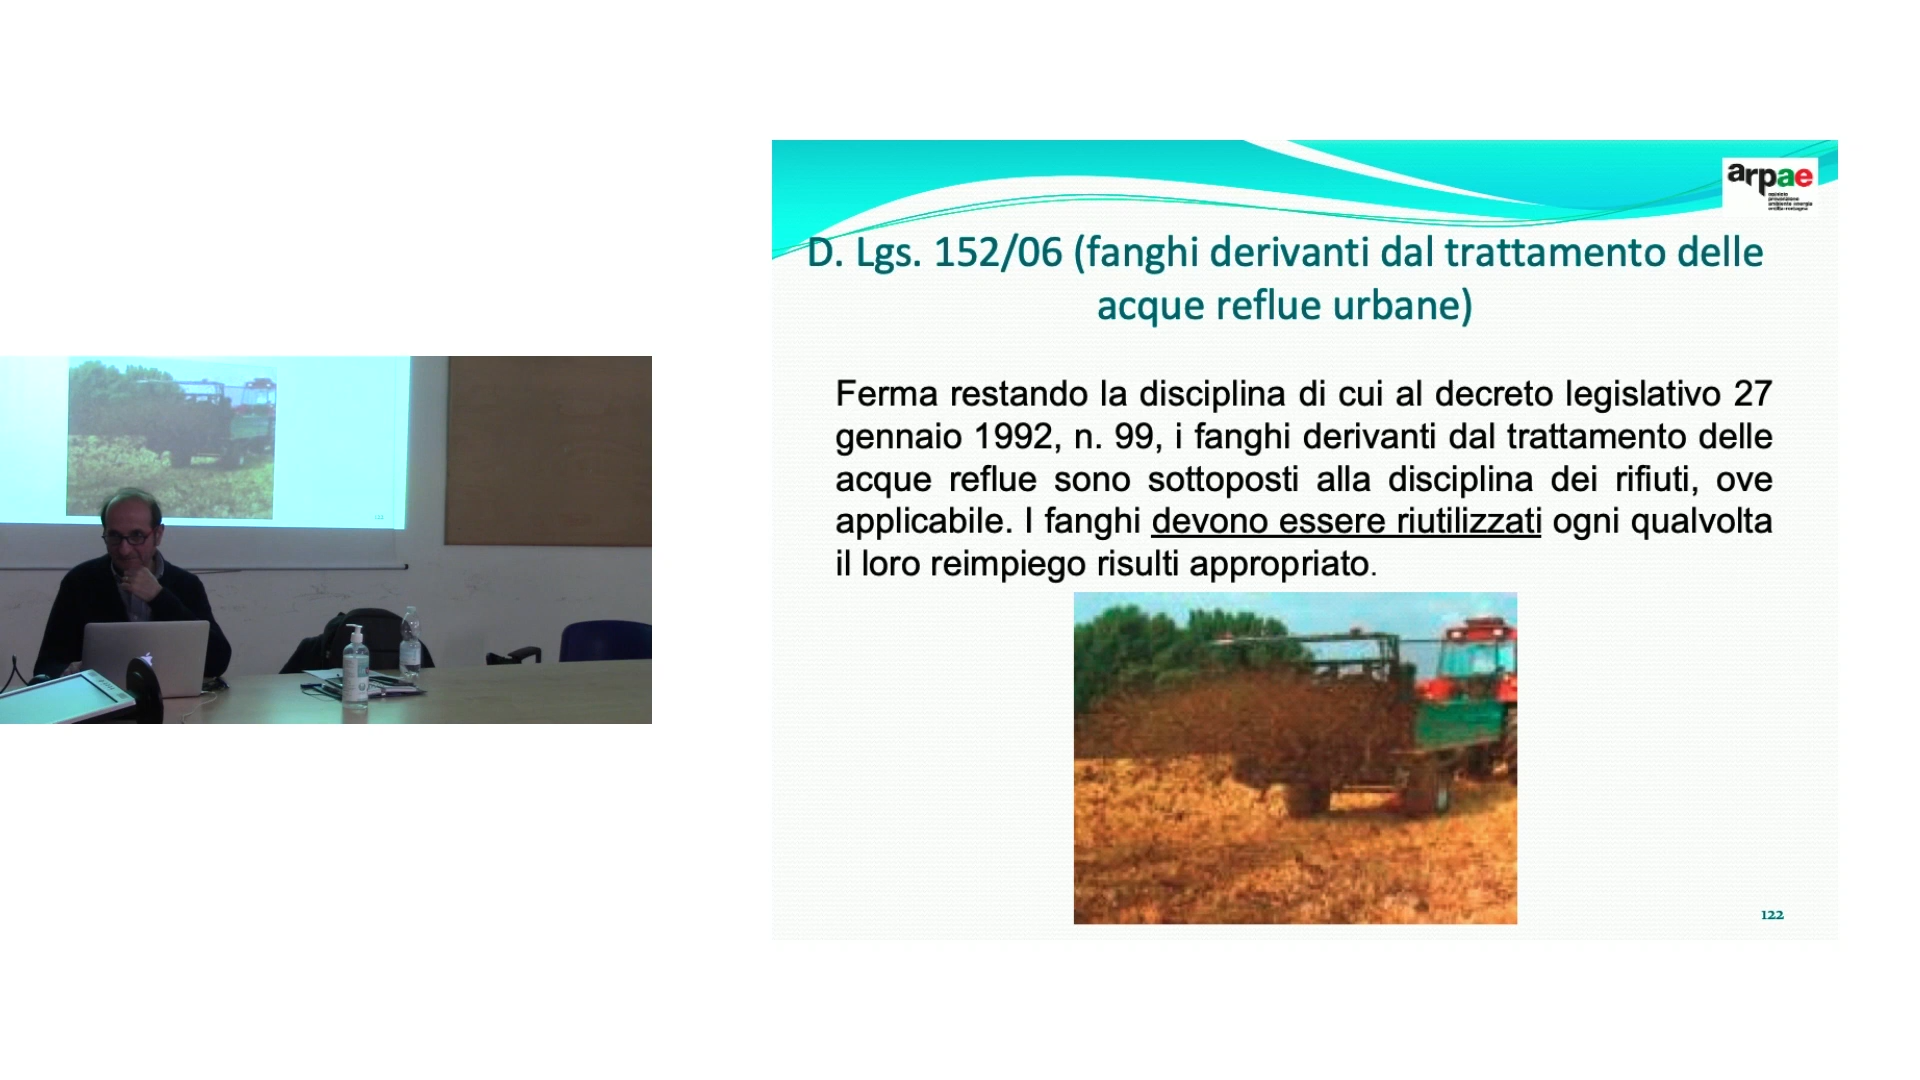 arpae
D. Lgs. 152/06 (fanghi derivanti dal trattamento delle
acque reflue urbane)
Ferma restando la disciplina di cui al decreto legislativo 27
gennaio 1992, n. 99, i fanghi derivanti dal trattamento delle
acque reflue sono sottoposti alla disciplina dei rifiuti, ove
applicabile. I fanghi devono essere riutilizzati ogni qualvolta
il loro reimpiego risulti appropriato.
122